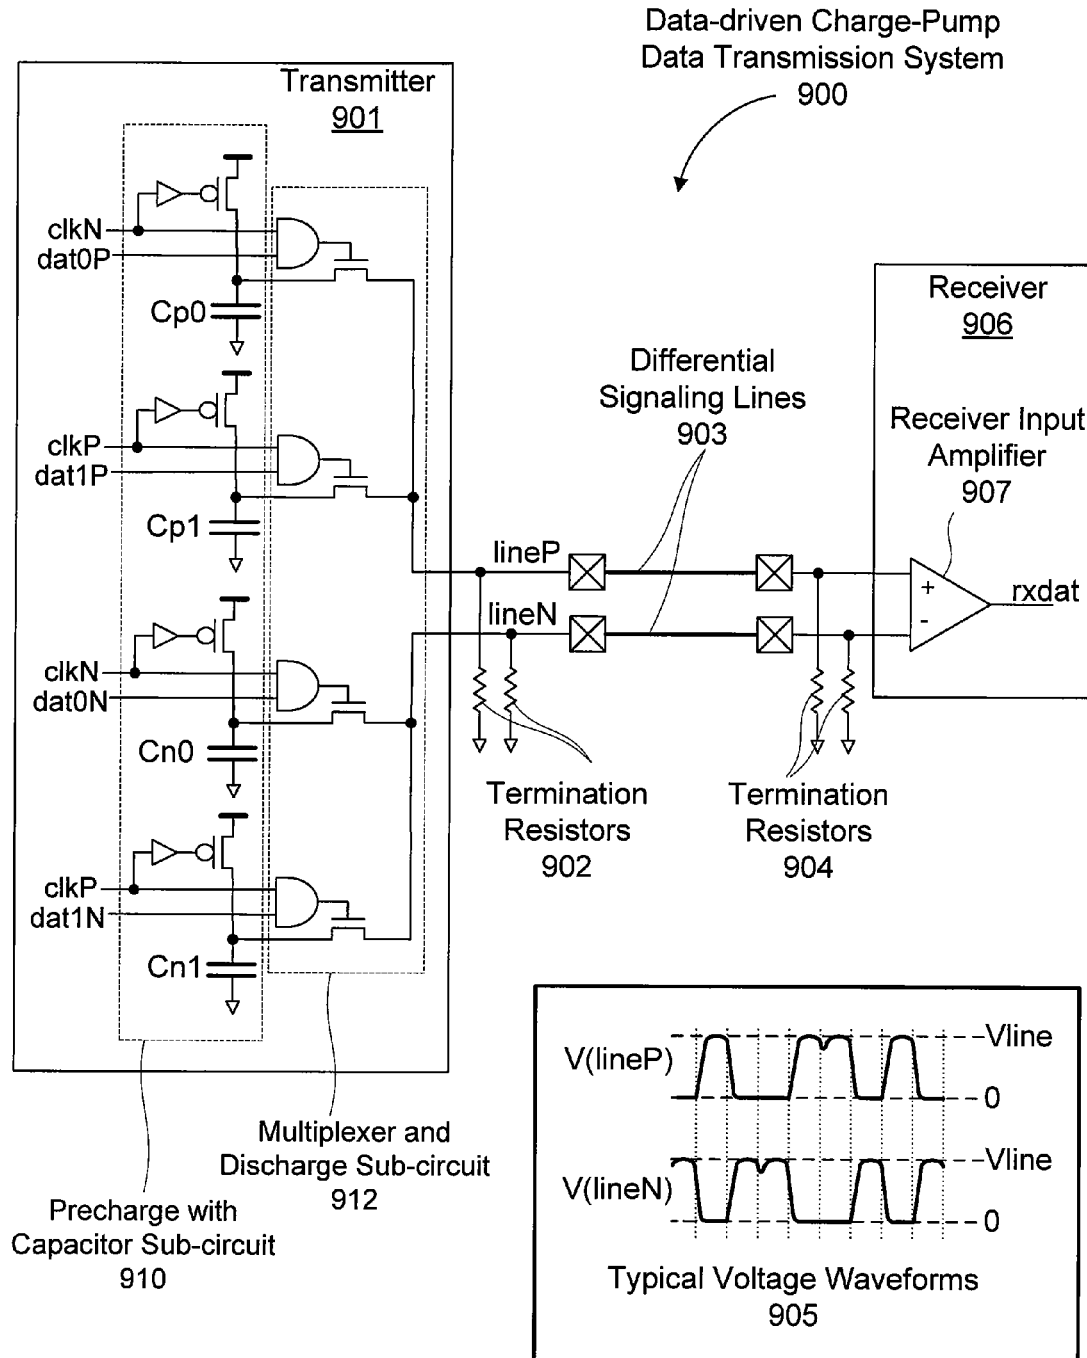 Data-driven Charge-Pump
Data Transmission System
900
Transmitter
901
clkN
dat0P
Cp0
clkP
dat1P
Cp1
clkN
dat0N
Cn0
clkP
dat1N
Cn1
lineP
lineN
Differential
Signaling Lines
903
Receiver
906
Receiver Input
Amplifier
907
+
-
rxdat
Termination
Resistors
902
Termination
Resistors
904
Multiplexer and
Discharge Sub-circuit
912
Precharge with
Capacitor Sub-circuit
910
V(lineP)
Vline
0
V(lineN)
Vline
0
Typical Voltage Waveforms
905